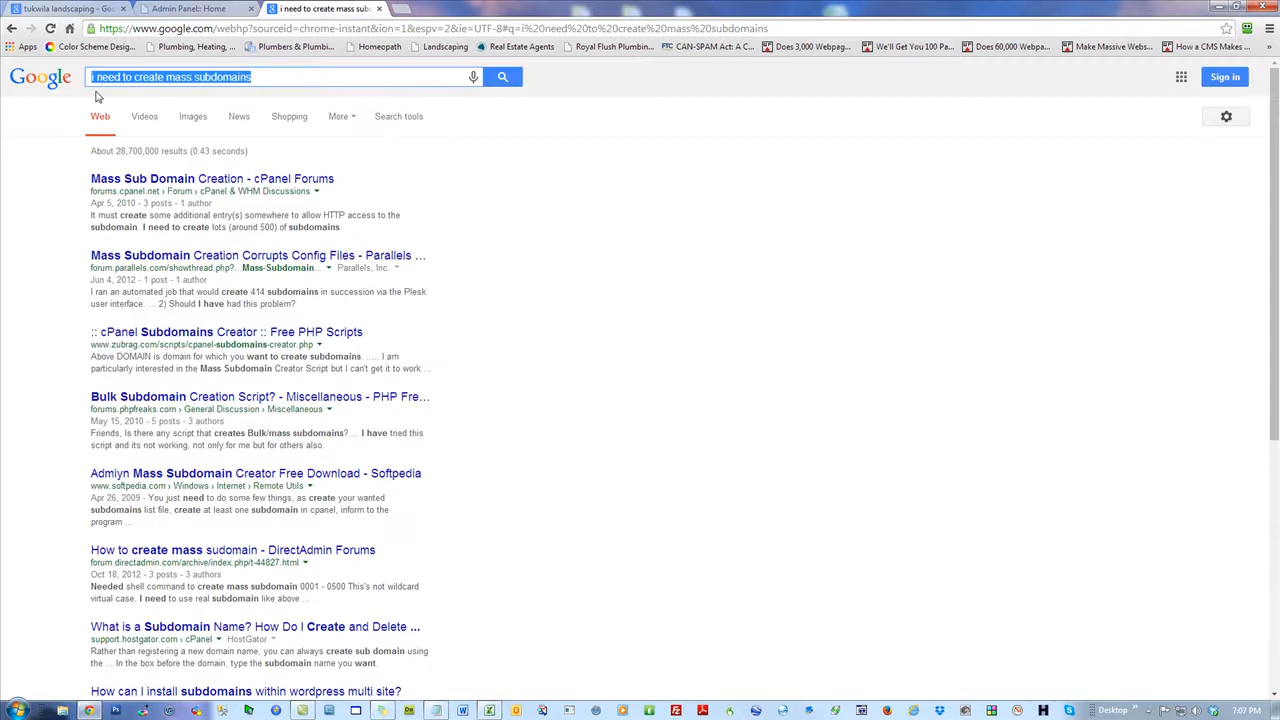 tukwila landscaping - Go
Admin Panel:: Home
i need to create mass sub
https://www.google.com/webhp?sourceid=chrome-instant&ion=1&espv=2&ie=UTF-8#q=i%20need%20to%20create%20mass%20subdomains
Apps
Color Scheme Desig...
Plumbing, Heating, ...
Plumbers & Plumbi...
Homeopath
Landscaping
Real Estate Agents
Royal Flush Plumbin...
CAN-SPAM Act: A C...
Does 3,000 Webpag...
We'll Get You 100 Pa...
Does 60,000 Webpa...
Make Massive Websi...
How a CMS Makes ...
Google
i need to create mass subdomains
Sign in
Web Videos Images News Shopping More Search tools
About 28,700,000 results (0.43 seconds)
Mass Sub Domain Creation - cPanel Forums
forums.cpanel.net › Forum › cPanel & WHM Discussions
Apr 5, 2010 - 3 posts - 1 author
It must create some additional entry(s) somewhere to allow HTTP access to the
subdomain. I need to create lots (around 500) of subdomains.
Mass Subdomain Creation Corrupts Config Files - Parallels ...
forum.parallels.com/showthread.php?...Mass-Subdomain... Parallels, Inc.
Jun 4, 2012 - 1 post - 1 author
I ran an automated job that would create 414 subdomains in succession via the Plesk
user interface. ... 2) Should I have had this problem?
:: cPanel Subdomains Creator :: Free PHP Scripts
www.zubrag.com/scripts/cpanel-subdomains-creator.php
Above DOMAIN is domain for which you want to create subdomains. ..... I am
particularly interested in the Mass Subdomain Creator Script but I can't get it to work ...
Bulk Subdomain Creation Script? - Miscellaneous - PHP Fre...
forums.phpfreaks.com › General Discussion › Miscellaneous
May 15, 2010 - 5 posts - 3 authors
Friends, Is there any script that creates Bulk/mass subdomains? ... I have tried this
script and its not working, not only for me but for others also.
Admiyn Mass Subdomain Creator Free Download - Softpedia
www.softpedia.com › Windows › Internet › Remote Utils
Apr 26, 2009 - You just need to do some few things, as create your wanted
subdomains list file, create at least one subdomain in cpanel, inform to the
program ...
How to create mass sudomain - DirectAdmin Forums
forum.directadmin.com/archive/index.php/t-44827.html
Oct 18, 2012 - 3 posts - 3 authors
Needed shell command to create mass subdomain 0001 - 0500 This's not wildcard
virtual case. I need to use real subdomain like above ...
What is a Subdomain Name? How Do I Create and Delete ...
support.hostgator.com › cPanel HostGator
Rather than registering a new domain name, you can always create sub domain using
the ... In the box before the domain, type the subdomain name you want.
How can I install subdomains within wordpress multi site?
Desktop
7:07 PM